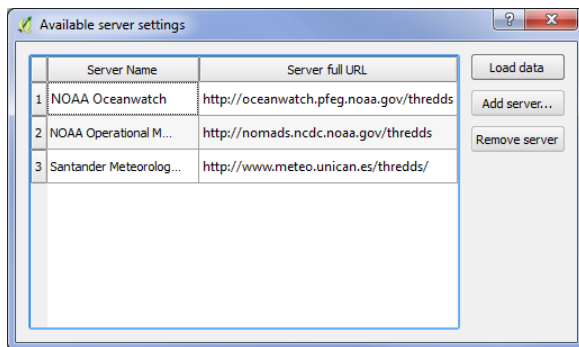 Available server settings
? X
Server Name Server full URL
1 NOAA Oceanwatch http://oceanwatch.pfeg.noaa.gov/thredds
2 NOAA Operational M... http://nomads.ncdc.noaa.gov/thredds
3 Santander Meteorolog... http://www.meteo.unican.es/thredds/
Load data
Add server...
Remove server